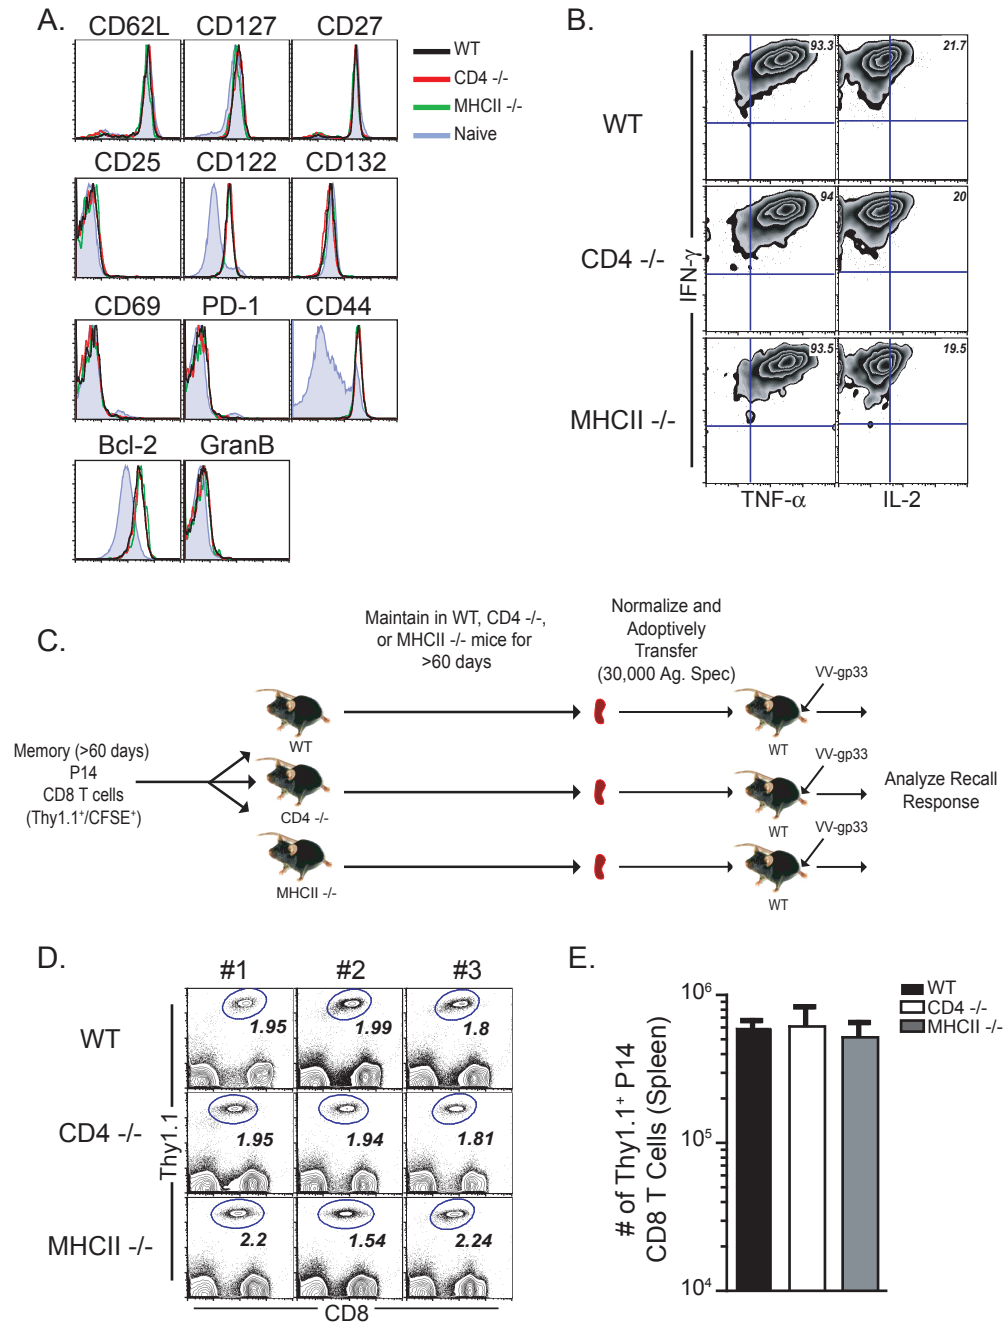 A.
CD62L CD127 CD27
WT
CD4 -/-
MHCII -/-
Naive
CD25 CD122 CD132
CD69 PD-1 CD44
Bcl-2 GranB
B.
93.3 21.7
WT
94 20
CD4 -/-
93.5 19.5
MHCII -/-
IFN-γ
TNF-α IL-2
C.
Maintain in WT, CD4 -/-,
or MHCII -/- mice for
>60 days
Normalize and
Adoptively
Transfer
(30,000 Ag. Spec)
Memory (>60 days)
P14
CD8 T cells
(Thy1.1⁺/CFSE⁺)
WT
CD4 -/-
MHCII -/-
VV-gp33
WT
VV-gp33
WT
VV-gp33
WT
Analyze Recall
Response
D.
#1 #2 #3
WT
1.95 1.99 1.8
CD4 -/-
1.95 1.94 1.81
MHCII -/-
2.2 1.54 2.24
Thy1.1
CD8
E.
WT
CD4 -/-
MHCII -/-
# of Thy1.1⁺ P14
CD8 T Cells (Spleen)
10⁶
10⁵
10⁴